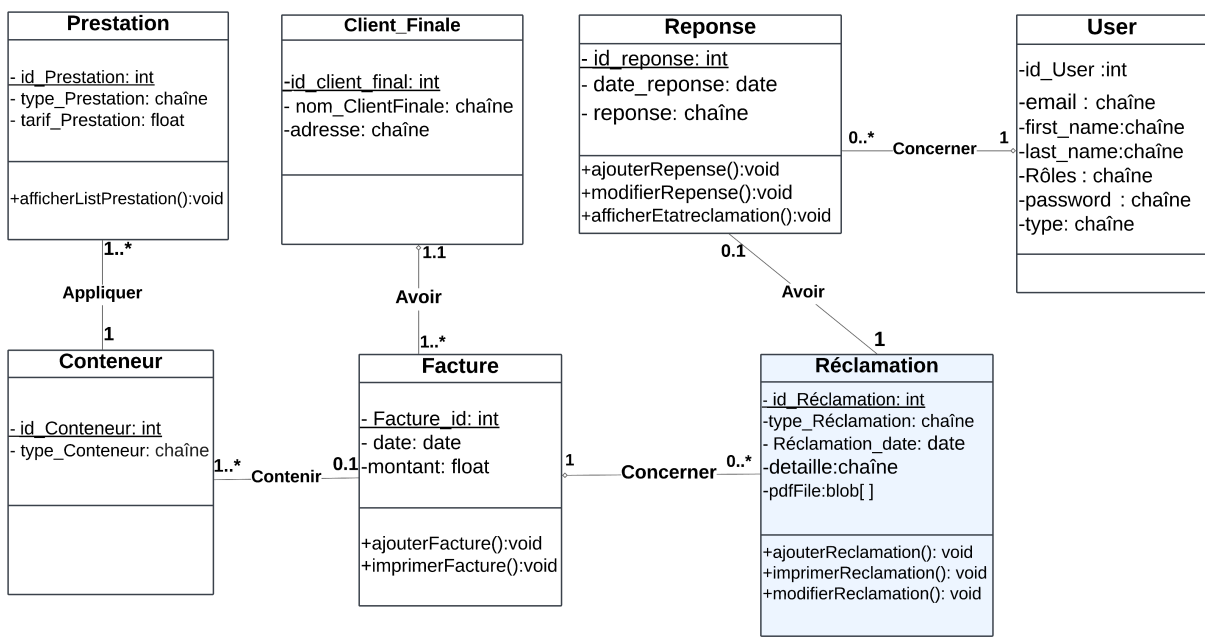 Prestation
- id_Prestation: int
- type_Prestation: chaîne
- tarif_Prestation: float
+afficherListPrestation():void
Client_Finale
-id_client_final: int
- nom_ClientFinale: chaîne
-adresse: chaîne
Reponse
- id_reponse: int
- date_reponse: date
- reponse: chaîne
+ajouterRepense():void
+modifierRepense():void
+afficherEtatreclamation():void
0..*
Concerner
1
User
-id_User :int
-email : chaîne
-first_name:chaîne
-last_name:chaîne
-Rôles : chaîne
-password : chaîne
-type: chaîne
1..*
Appliquer
1
1.1
Avoir
1..*
0.1
Avoir
1
Conteneur
- id_Conteneur: int
- type_Conteneur: chaîne
1..*
Contenir
0.1
Facture
- Facture_id: int
- date: date
-montant: float
+ajouterFacture():void
+imprimerFacture():void
1
Concerner
0..*
Réclamation
- id_Réclamation: int
-type_Réclamation: chaîne
- Réclamation_date: date
-detaille:chaîne
-pdfFile:blob[ ]
+ajouterReclamation(): void
+imprimerReclamation(): void
+modifierReclamation(): void